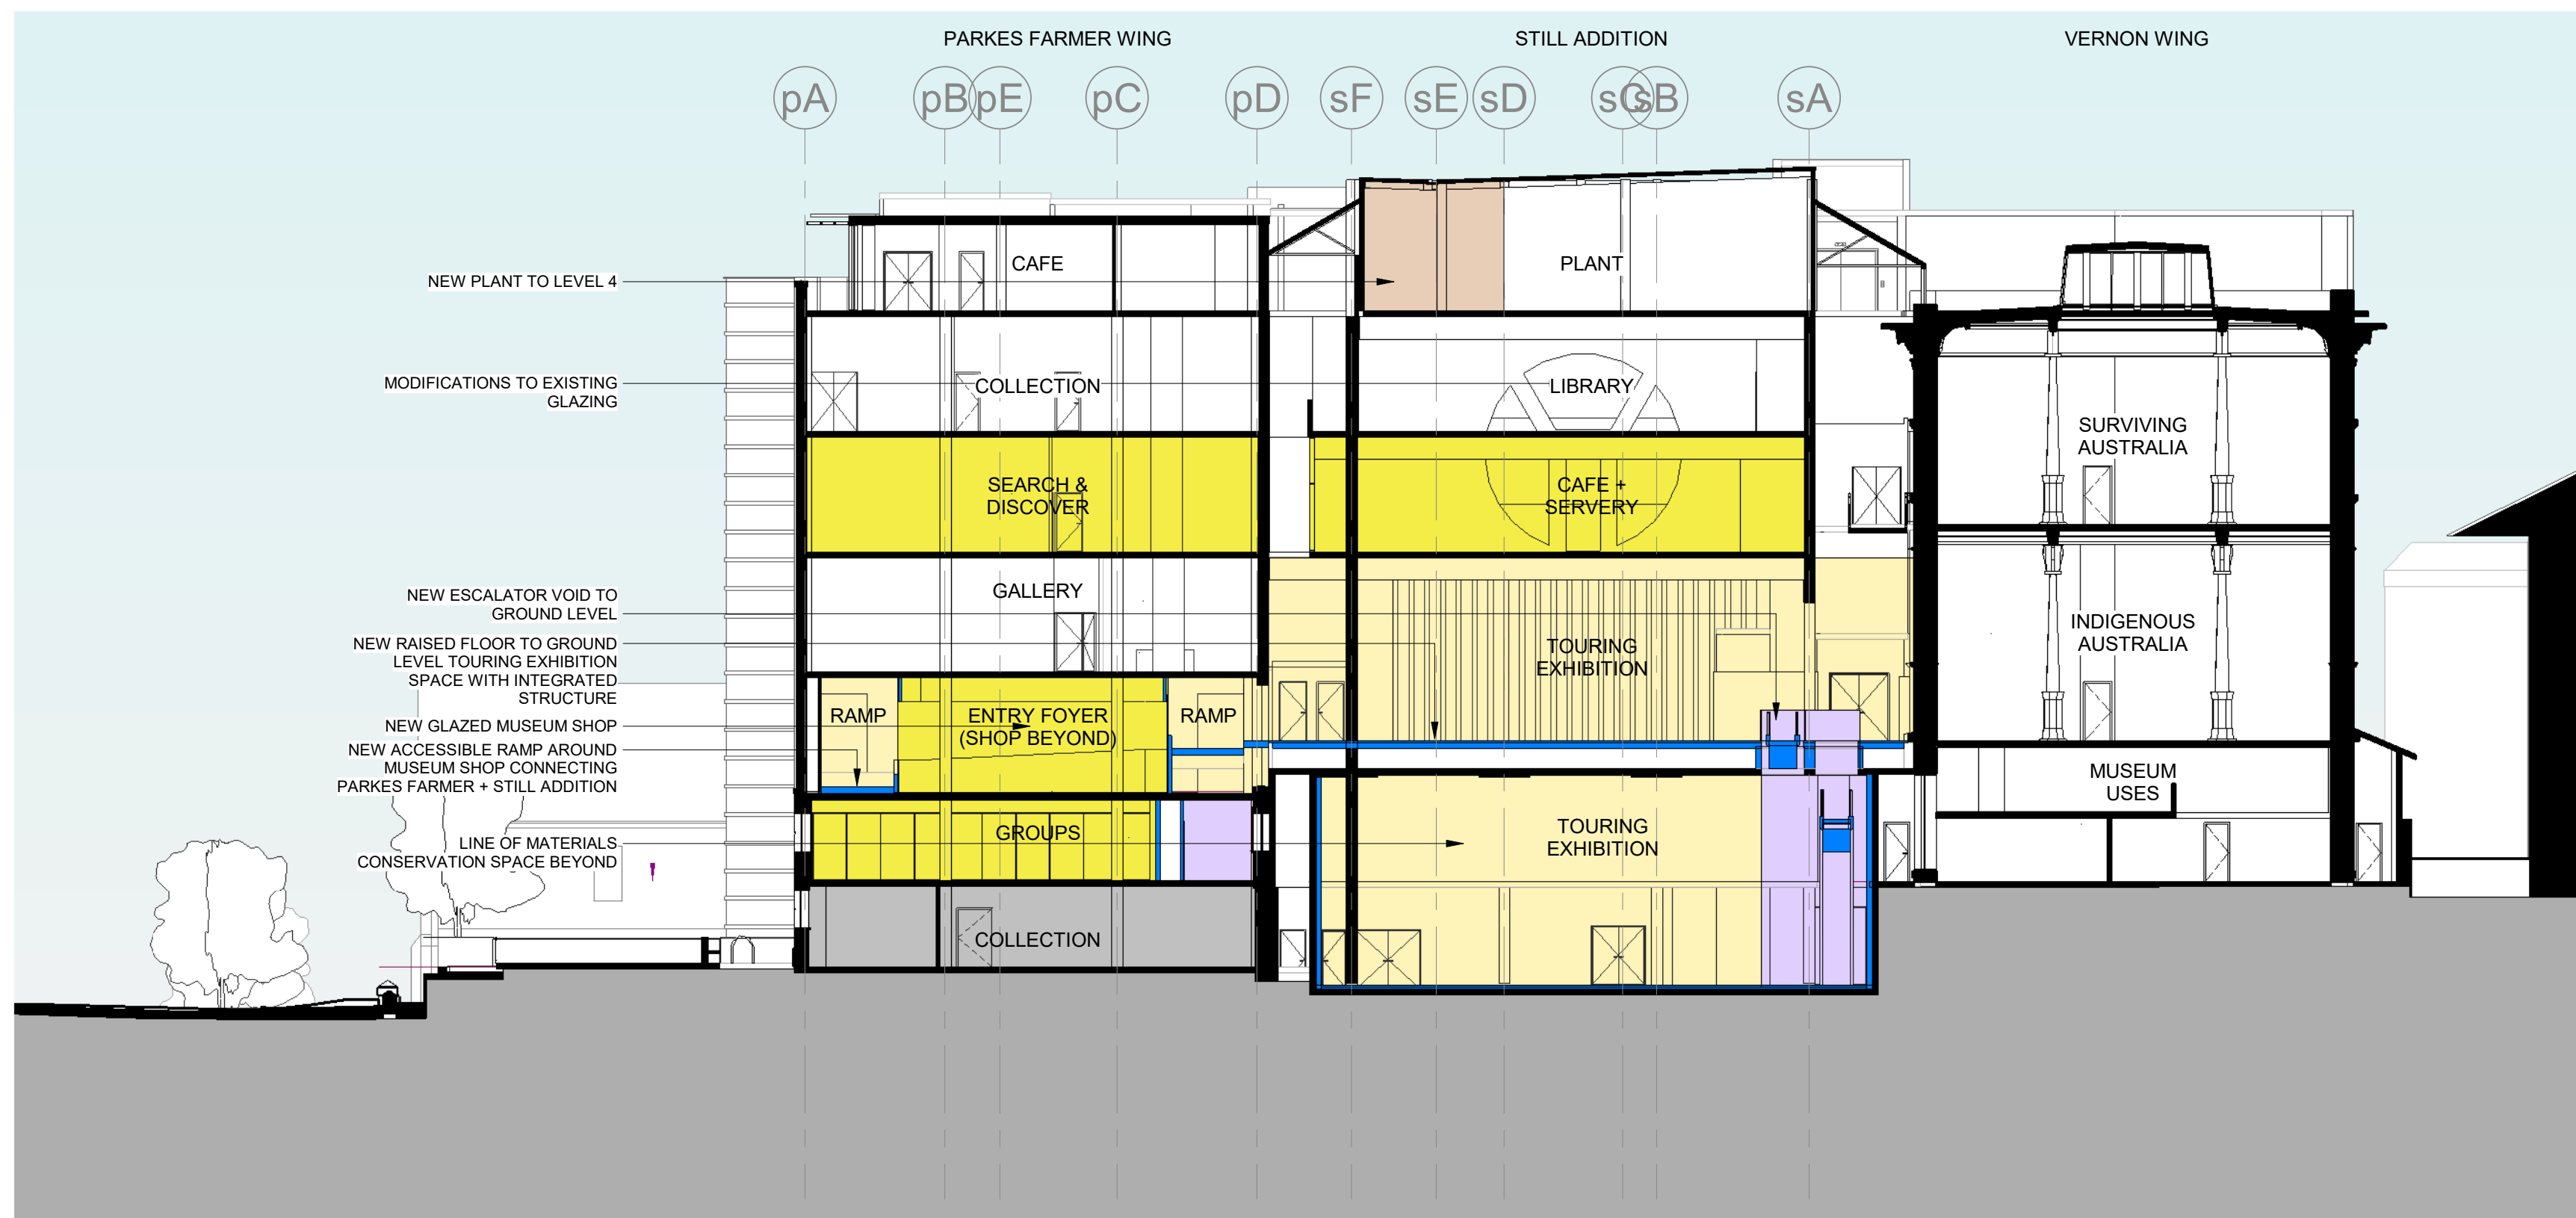 PARKES FARMER WING
STILL ADDITION
VERNON WING
pA
pB
pE
pC
pD
sF
sE
sD
sC
sB
sA
NEW PLANT TO LEVEL 4
MODIFICATIONS TO EXISTING
GLAZING
NEW ESCALATOR VOID TO
GROUND LEVEL
NEW RAISED FLOOR TO GROUND
LEVEL TOURING EXHIBITION
SPACE WITH INTEGRATED
STRUCTURE
NEW GLAZED MUSEUM SHOP
NEW ACCESSIBLE RAMP AROUND
MUSEUM SHOP CONNECTING
PARKES FARMER + STILL ADDITION
LINE OF MATERIALS
CONSERVATION SPACE BEYOND
CAFE
COLLECTION
SEARCH &
DISCOVER
GALLERY
RAMP
ENTRY FOYER
(SHOP BEYOND)
RAMP
GROUPS
COLLECTION
PLANT
LIBRARY
CAFE +
SERVERY
TOURING
EXHIBITION
TOURING
EXHIBITION
SURVIVING
AUSTRALIA
INDIGENOUS
AUSTRALIA
MUSEUM
USES